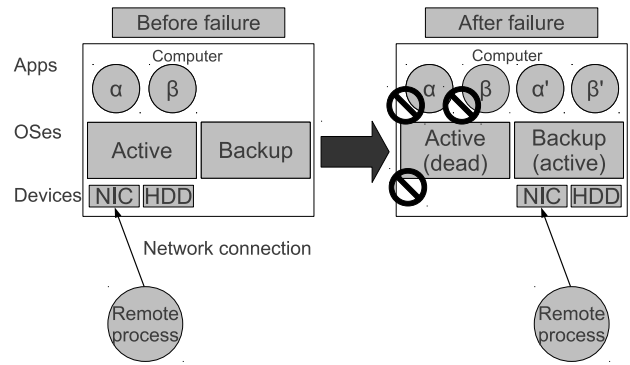 Before failure
After failure
Computer
Computer
Apps
α
β
α
β
α'
β'
OSes
Active
Backup
Active
(dead)
Backup
(active)
Devices
NIC
HDD
NIC
HDD
Network connection
Remote
process
Remote
process